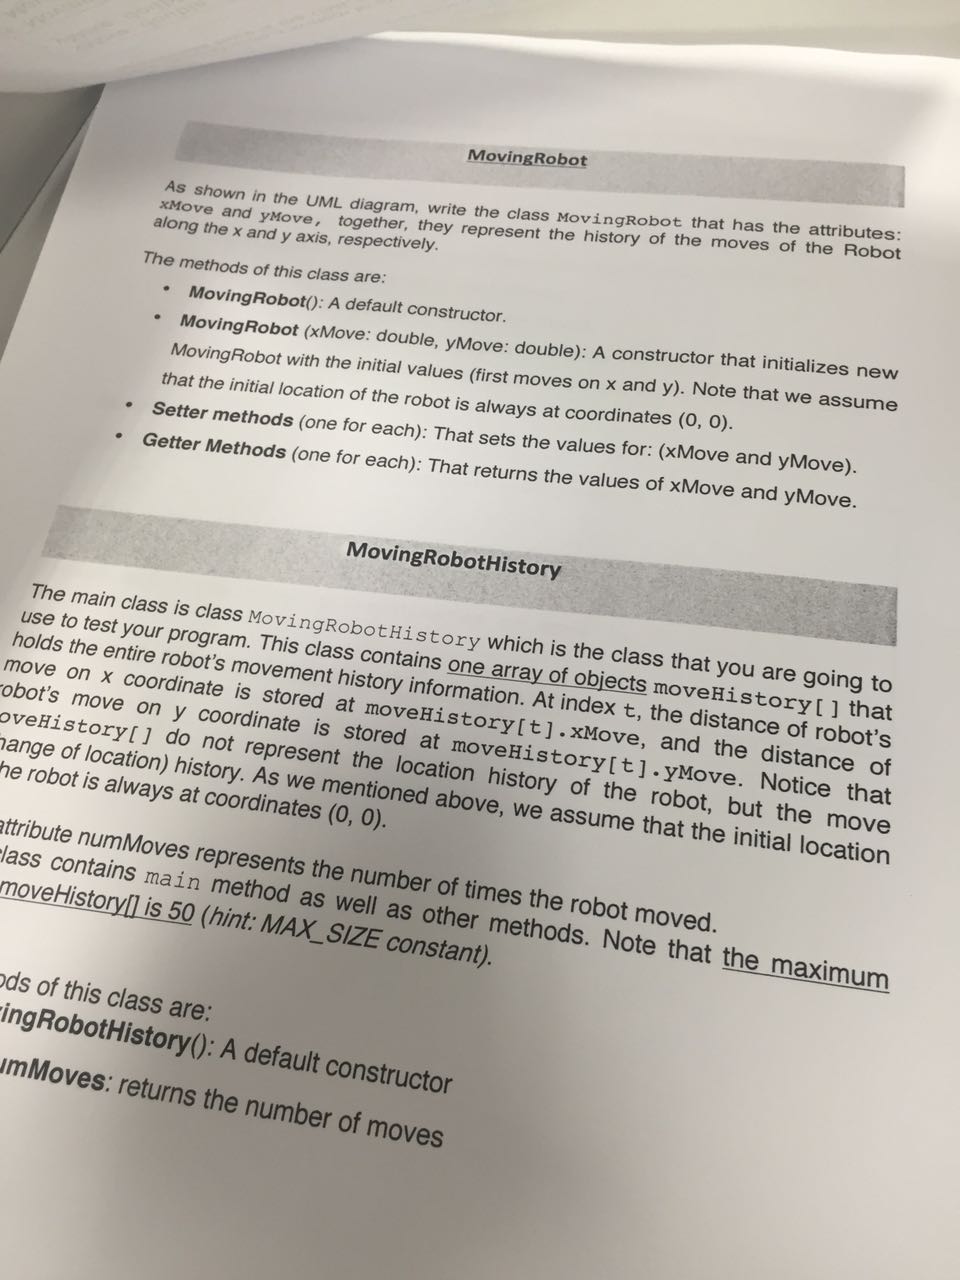 MovingRobot
As shown in the UML diagram, write the class MovingRobot that has the attributes:
xMove and yMove, together, they represent the history of the moves of the Robot
along the x and y axis, respectively.
The methods of this class are:
• MovingRobot(): A default constructor.
• MovingRobot (xMove: double, yMove: double): A constructor that initializes new
MovingRobot with the initial values (first moves on x and y). Note that we assume
that the initial location of the robot is always at coordinates (0, 0).
• Setter methods (one for each): That sets the values for: (xMove and yMove).
• Getter Methods (one for each): That returns the values of xMove and yMove.
MovingRobotHistory
The main class is class MovingRobotHistory which is the class that you are going to
use to test your program. This class contains one array of objects moveHistory[] that
holds the entire robot's movement history information. At index t, the distance of robot's
move on x coordinate is stored at moveHistory[t].xMove, and the distance of
robot's move on y coordinate is stored at moveHistory[t].yMove. Notice that
oveHistory[] do not represent the location history of the robot, but the move
hange of location) history. As we mentioned above, we assume that the initial location
he robot is always at coordinates (0, 0).
attribute numMoves represents the number of times the robot moved.
class contains main method as well as other methods. Note that the maximum
moveHistory[] is 50 (hint: MAX_SIZE constant).
ods of this class are:
ingRobotHistory(): A default constructor
umMoves: returns the number of moves